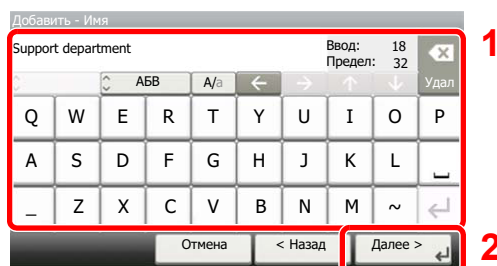 Добавить - Имя
1
Support department
Ввод: 18
Предел: 32
АБВ
A/a
Удал
Q W E R T Y U I O P
A S D F G H J K L
_ Z X C V B N M ~
Отмена
< Назад
Далее >
2